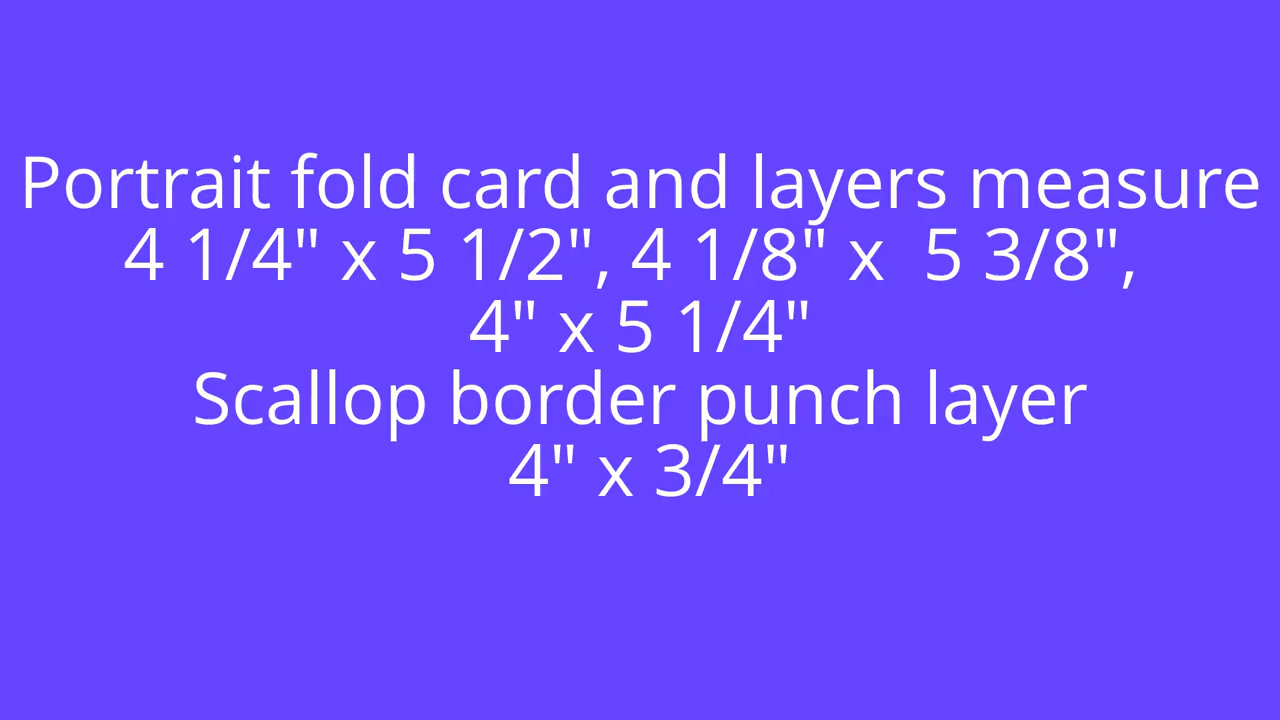 Portrait fold card and layers measure
4 1/4" x 5 1/2", 4 1/8" x  5 3/8",
4" x 5 1/4"
Scallop border punch layer
4" x 3/4"